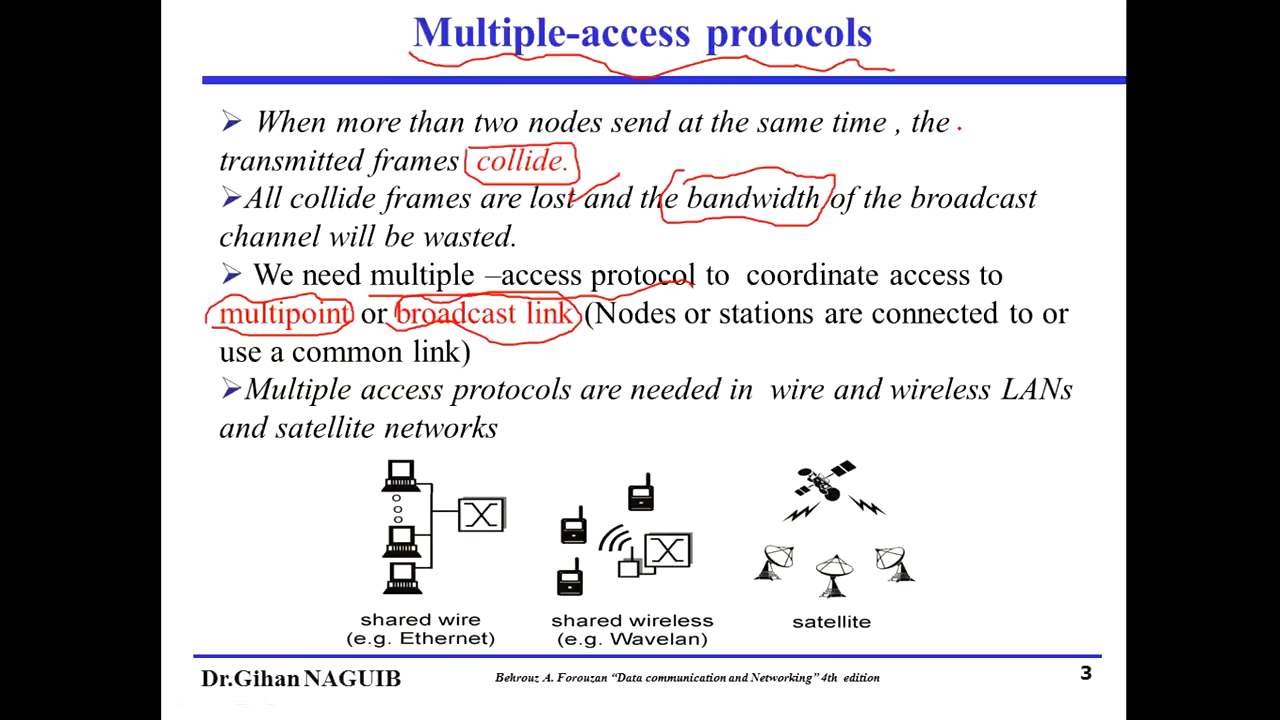 Multiple-access protocols
When more than two nodes send at the same time , the
transmitted frames collide.
All collide frames are lost and the bandwidth of the broadcast
channel will be wasted.
We need multiple –access protocol to coordinate access to
multipoint or broadcast link (Nodes or stations are connected to or
use a common link)
Multiple access protocols are needed in wire and wireless LANs
and satellite networks
shared wire
(e.g. Ethernet)
shared wireless
(e.g. Wavelan)
satellite
Dr.Gihan NAGUIB
Behrouz A. Forouzan “Data communication and Networking” 4th edition
3